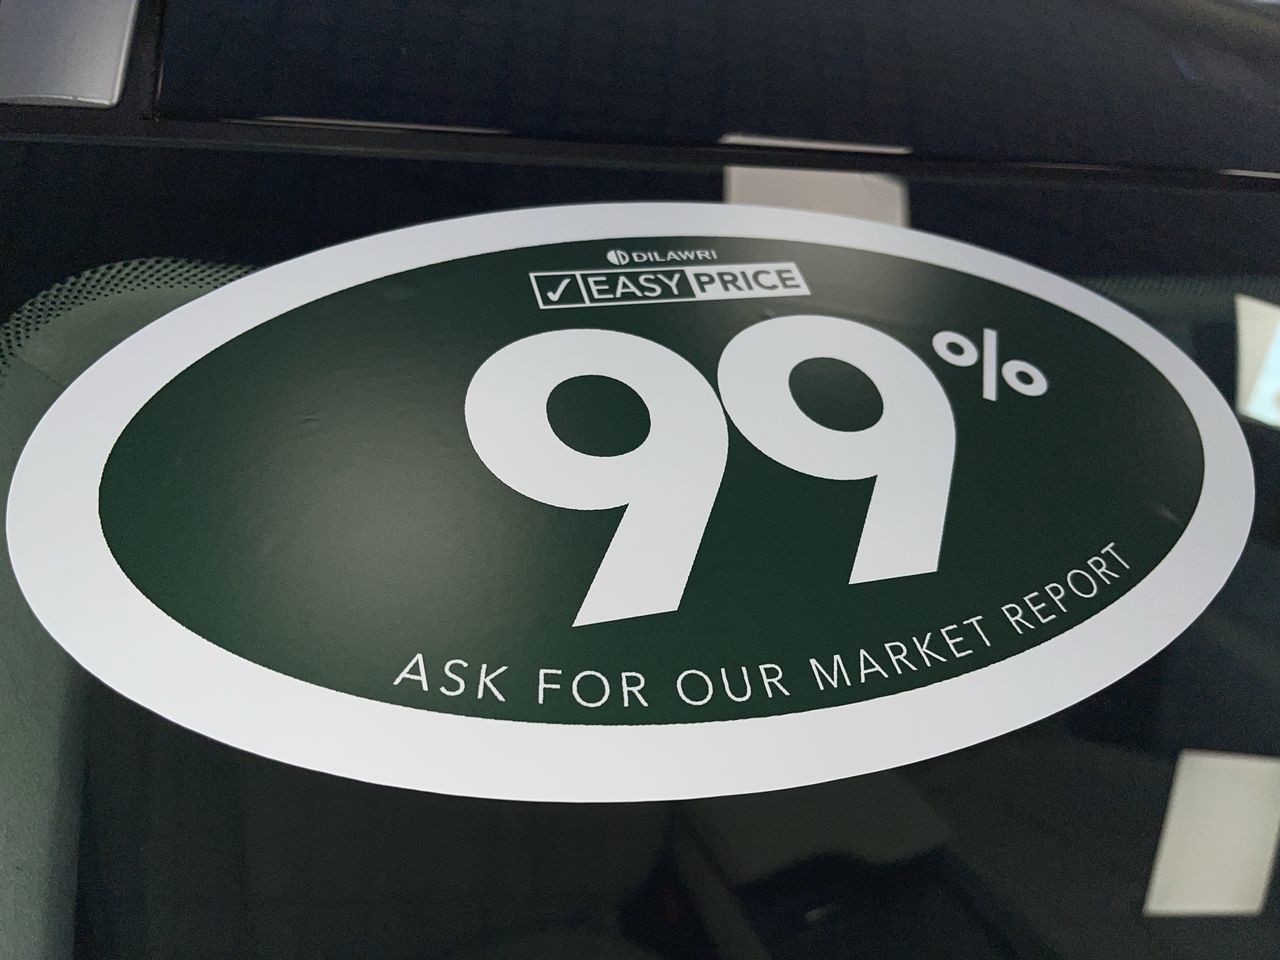 DILAWRI
✓ EASY PRICE
99%
ASK FOR OUR MARKET REPORT